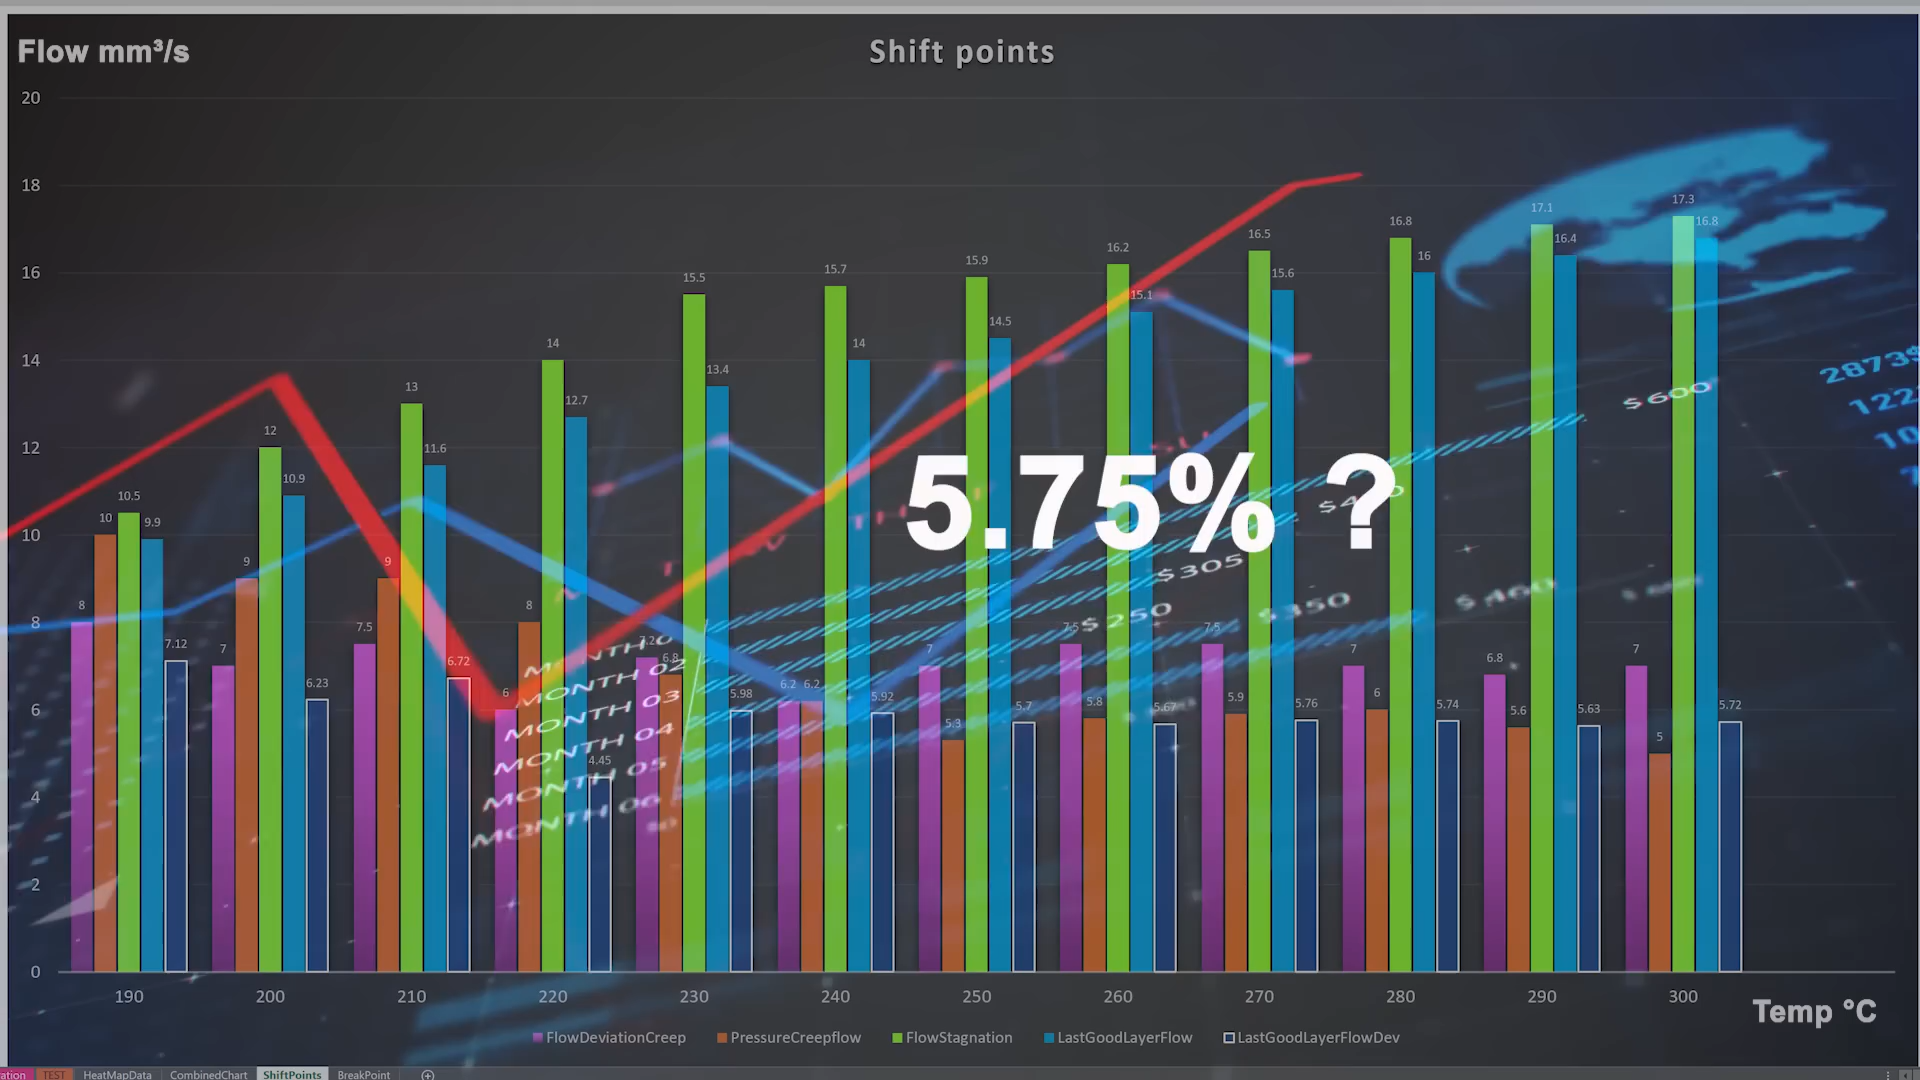 Flow mm³/s
Shift points
20
18
16
14
12
10
8
6
4
2
0
8 10 10.5 9.9 7.12
7 9 12 10.9 6.23
7.5 9 13 11.6 6.72
6 8 14 12.7 4.45
7.2 6.8 15.5 13.4 5.98
6.2 6.2 15.7 14 5.92
7 5.3 15.9 14.5 5.7
7.5 5.8 16.2 15.1 5.67
7.5 5.9 16.5 15.6 5.76
7 6 16.8 16 5.74
6.8 5.6 17.1 16.4 5.63
7 5 17.3 16.8 5.72
5.75% ?
2873$
$600
$305
$250
$350
$460
MONTH 02
MONTH 03
MONTH 04
MONTH 05
MONTH 06
190 200 210 220 230 240 250 260 270 280 290 300
Temp °C
FlowDeviationCreep PressureCreepflow FlowStagnation LastGoodLayerFlow LastGoodLayerFlowDev
TEST HeatMapData CombinedChart ShiftPoints BreakPoint